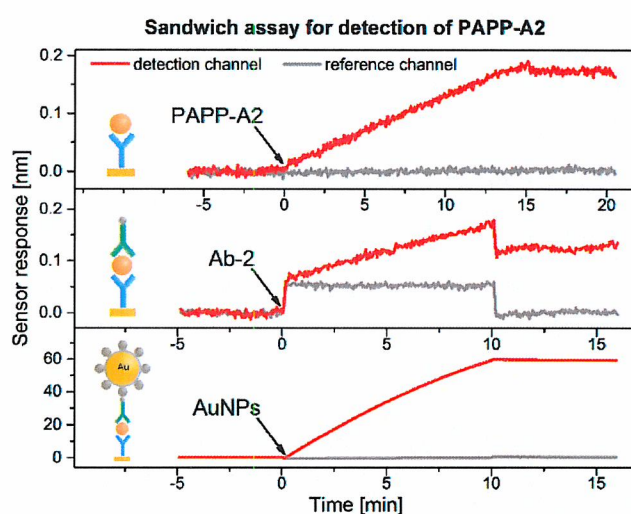 Sandwich assay for detection of PAPP-A2
detection channel
reference channel
0.2
0.1
0.0
PAPP-A2
-5
0
5
10
15
20
Sensor response [nm]
0.2
0.1
0.0
Ab-2
-5
0
5
10
15
60
40
20
0
Au
AuNPs
-5
0
5
10
15
Time [min]